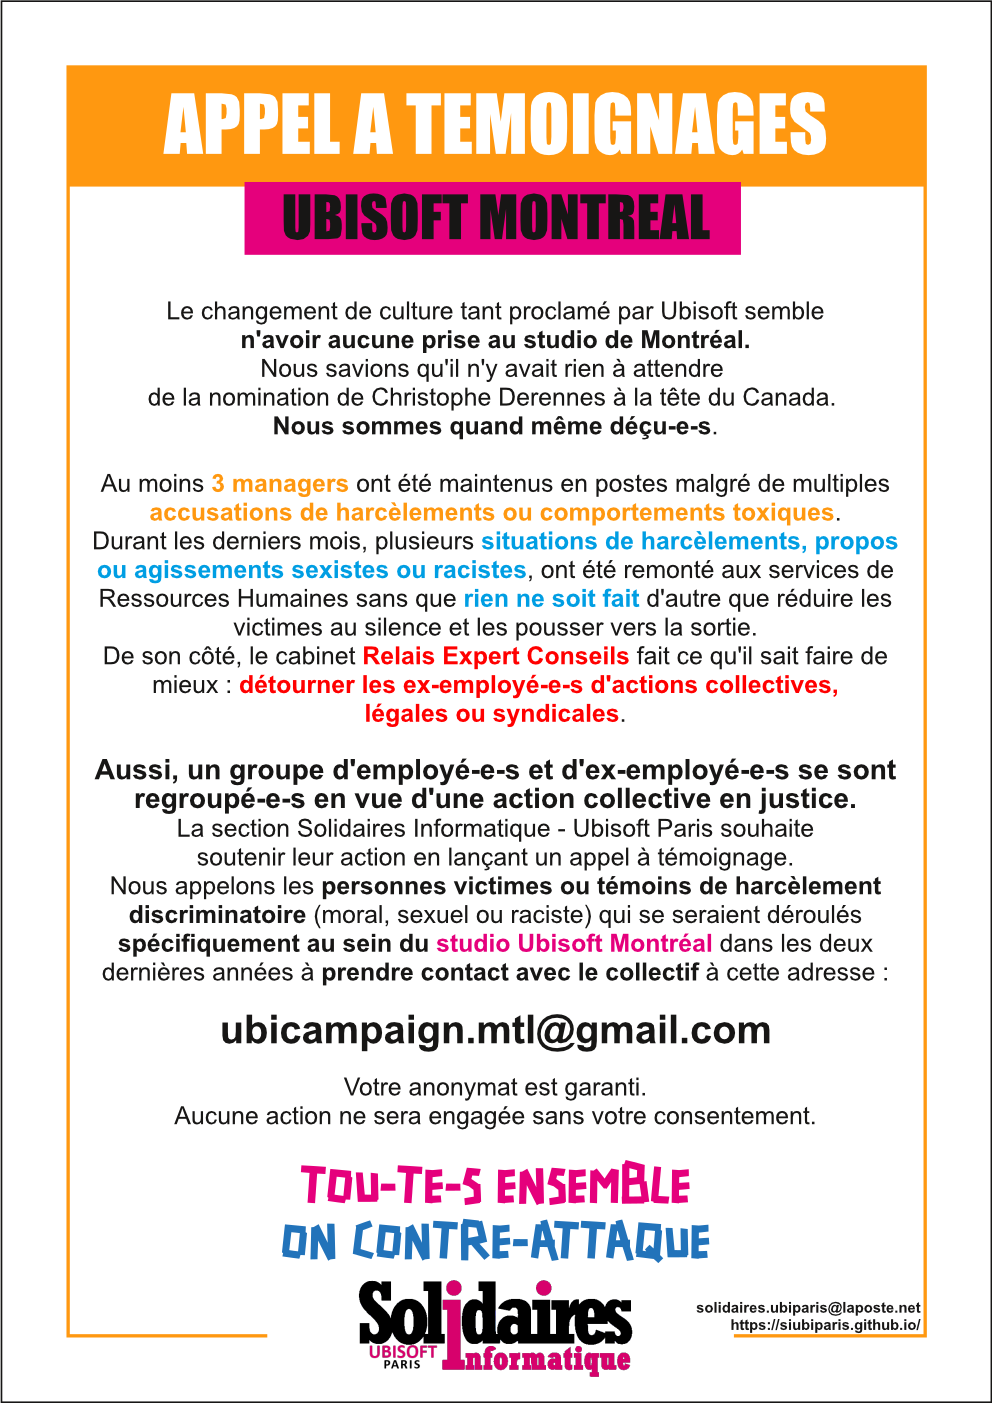 APPEL A TEMOIGNAGES
UBISOFT MONTREAL
Le changement de culture tant proclamé par Ubisoft semble
n'avoir aucune prise au studio de Montréal.
Nous savions qu'il n'y avait rien à attendre
de la nomination de Christophe Derennes à la tête du Canada.
Nous sommes quand même déçu-e-s.
Au moins 3 managers ont été maintenus en postes malgré de multiples
accusations de harcèlements ou comportements toxiques.
Durant les derniers mois, plusieurs situations de harcèlements, propos
ou agissements sexistes ou racistes, ont été remonté aux services de
Ressources Humaines sans que rien ne soit fait d'autre que réduire les
victimes au silence et les pousser vers la sortie.
De son côté, le cabinet Relais Expert Conseils fait ce qu'il sait faire de
mieux : détourner les ex-employé-e-s d'actions collectives,
légales ou syndicales.
Aussi, un groupe d'employé-e-s et d'ex-employé-e-s se sont
regroupé-e-s en vue d'une action collective en justice.
La section Solidaires Informatique - Ubisoft Paris souhaite
soutenir leur action en lançant un appel à témoignage.
Nous appelons les personnes victimes ou témoins de harcèlement
discriminatoire (moral, sexuel ou raciste) qui se seraient déroulés
spécifiquement au sein du studio Ubisoft Montréal dans les deux
dernières années à prendre contact avec le collectif à cette adresse :
ubicampaign.mtl@gmail.com
Votre anonymat est garanti.
Aucune action ne sera engagée sans votre consentement.
TOU-TE-S ENSEMBLE
ON CONTRE-ATTAQUE
Solidaires
Informatique
UBISOFT
PARIS
solidaires.ubiparis@laposte.net
https://siubiparis.github.io/